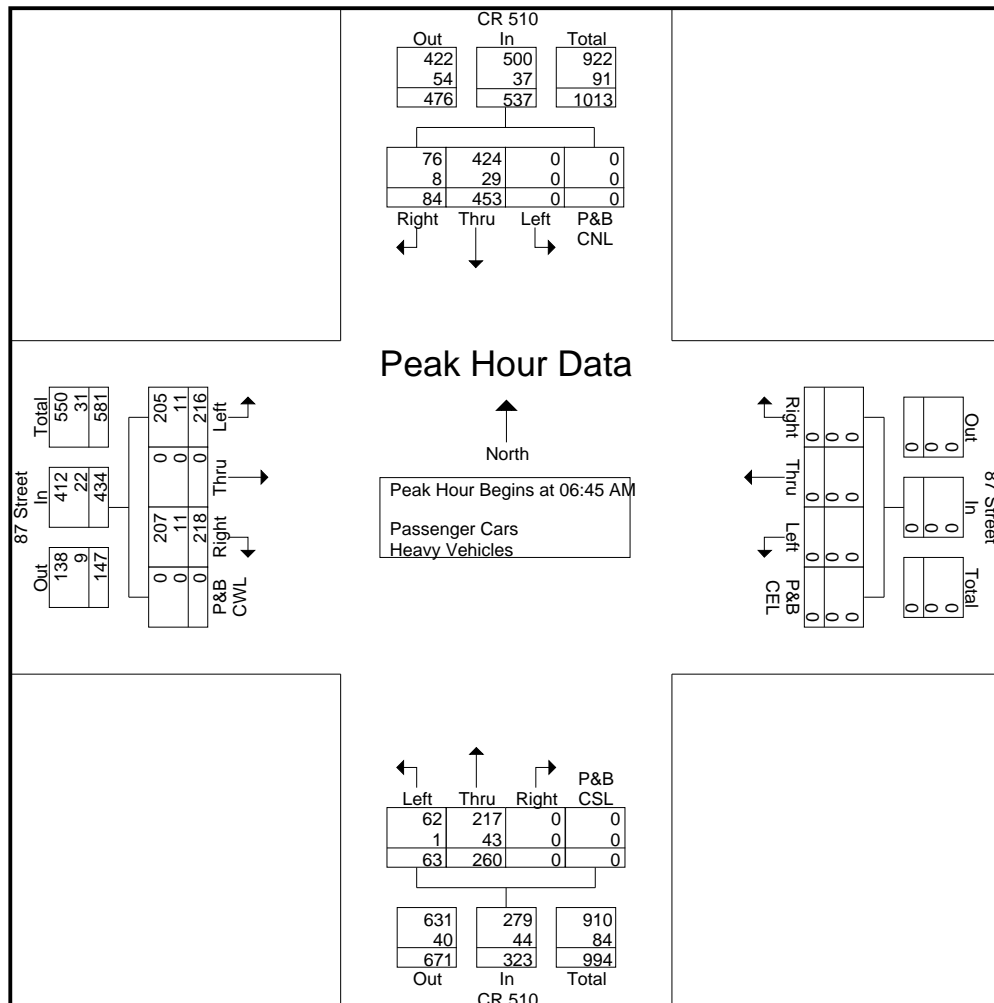 CR 510
Out In Total
422 500 922
54 37 91
476 537 1013
76 424 0 0
8 29 0 0
84 453 0 0
Right Thru Left P&B
CNL
Peak Hour Data
North
Peak Hour Begins at 06:45 AM
Passenger Cars
Heavy Vehicles
87 Street
Out In Total
138 412 550
9 22 31
147 434 581
P&B Right Thru Left
CWL
0 207 0 205
0 11 0 11
0 218 0 216
87 Street
Out In Total
0 0 0
0 0 0
0 0 0
Right Thru Left P&B
CEL
0 0 0 0
0 0 0 0
0 0 0 0
Left Thru Right P&B
CSL
62 217 0 0
1 43 0 0
63 260 0 0
631 279 910
40 44 84
671 323 994
Out In Total
CR 510